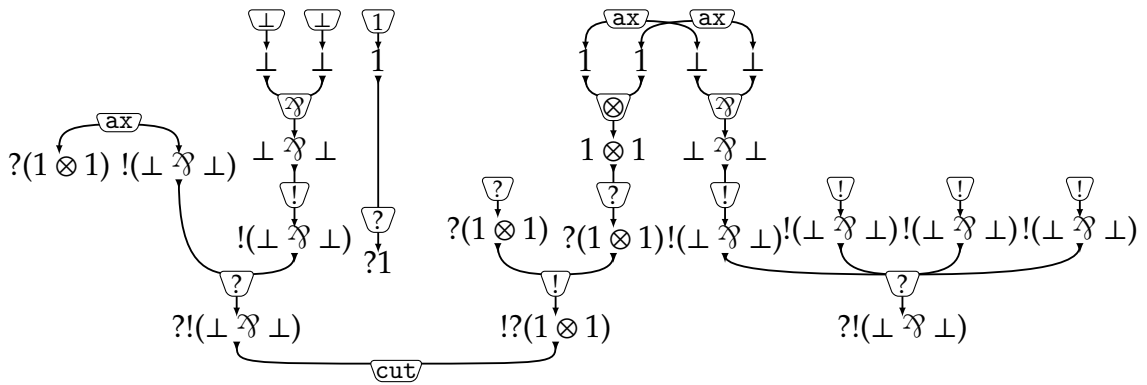 ⊥ ⊥ 1 ax ax
⊥ ⊥ 1 1 1 ⊥ ⊥
⅋ ⊗ ⅋
ax
?(1 ⊗ 1) !(⊥ ⅋ ⊥) ⊥ ⅋ ⊥ 1 ⊗ 1 ⊥ ⅋ ⊥
! ? ? ! ! ! !
?
!(⊥ ⅋ ⊥) ?(1 ⊗ 1) ?(1 ⊗ 1) !(⊥ ⅋ ⊥) !(⊥ ⅋ ⊥) !(⊥ ⅋ ⊥) !(⊥ ⅋ ⊥)
?1
? ! ?
?!(⊥ ⅋ ⊥) !?(1 ⊗ 1) ?!(⊥ ⅋ ⊥)
cut